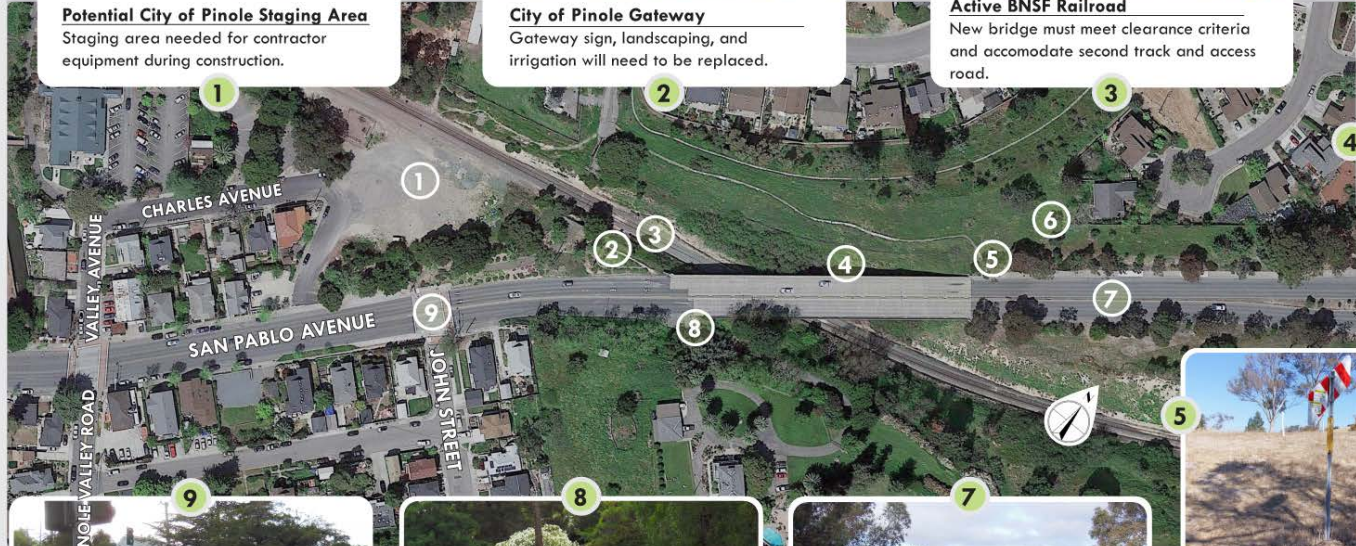 Potential City of Pinole Staging Area
Staging area needed for contractor
equipment during construction.
1
City of Pinole Gateway
Gateway sign, landscaping, and
irrigation will need to be replaced.
2
Active BNSF Railroad
New bridge must meet clearance criteria
and accomodate second track and access
road.
3
4
1
CHARLES AVENUE
VALLEY AVENUE
2
3
4
5
6
7
8
9
SAN PABLO AVENUE
JOHN STREET
NOLE VALLEY ROAD
5
9
8
7